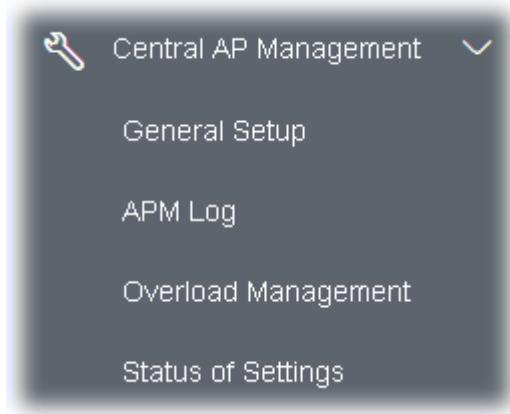 Central AP Management
General Setup
APM Log
Overload Management
Status of Settings